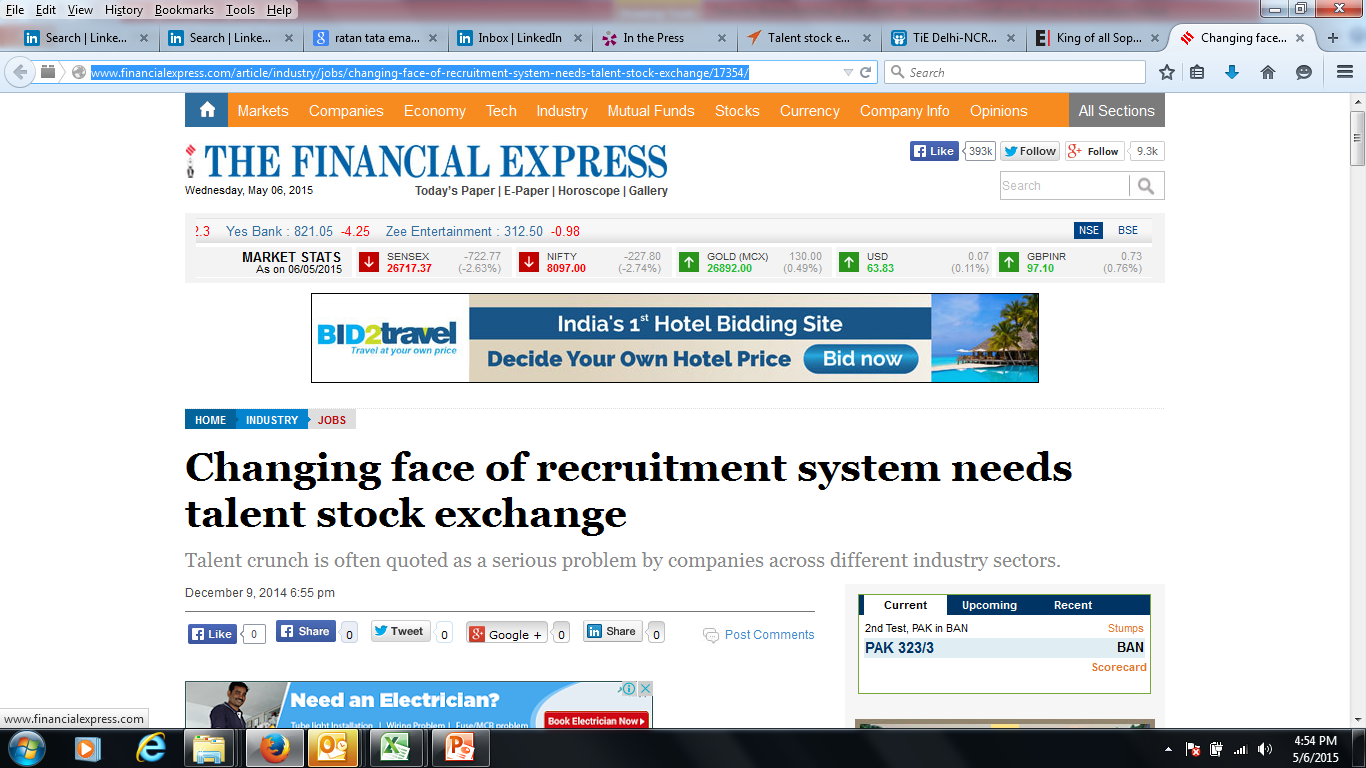 File Edit View History Bookmarks Tools Help
Search | Linke... Search | Linke... ratan tata ema... Inbox | LinkedIn In the Press Talent stock e... TiE Delhi-NCR... King of all Sop... Changing face...
www.financialexpress.com/article/industry/jobs/changing-face-of-recruitment-system-needs-talent-stock-exchange/17354/
Search
Markets Companies Economy Tech Industry Mutual Funds Stocks Currency Company Info Opinions All Sections
THE FINANCIAL EXPRESS
Like 393k Follow Follow 9.3k
Wednesday, May 06, 2015 Today's Paper | E-Paper | Horoscope | Gallery
Search
2.3 Yes Bank : 821.05 -4.25 Zee Entertainment : 312.50 -0.98 NSE BSE
MARKET STATS
As on 06/05/2015
SENSEX -722.77
26717.37 (-2.63%)
NIFTY -227.80
8097.00 (-2.74%)
GOLD (MCX) 130.00
26892.00 (0.49%)
USD 0.07
63.83 (0.11%)
GBPINR 0.73
97.10 (0.76%)
BID2travel
Travel at your own price
India's 1st Hotel Bidding Site
Decide Your Own Hotel Price Bid now
HOME INDUSTRY JOBS
Changing face of recruitment system needs
talent stock exchange
Talent crunch is often quoted as a serious problem by companies across different industry sectors.
December 9, 2014 6:55 pm
Like 0 Share 0 Tweet 0 Google + 0 Share 0 Post Comments
Current Upcoming Recent
2nd Test, PAK in BAN Stumps
PAK 323/3 BAN
Scorecard
Need an Electrician?
Tube light Installation | Wiring Problem | Fuse/MCR problem
Book Electrician Now
www.financialexpress.com
4:54 PM
5/6/2015